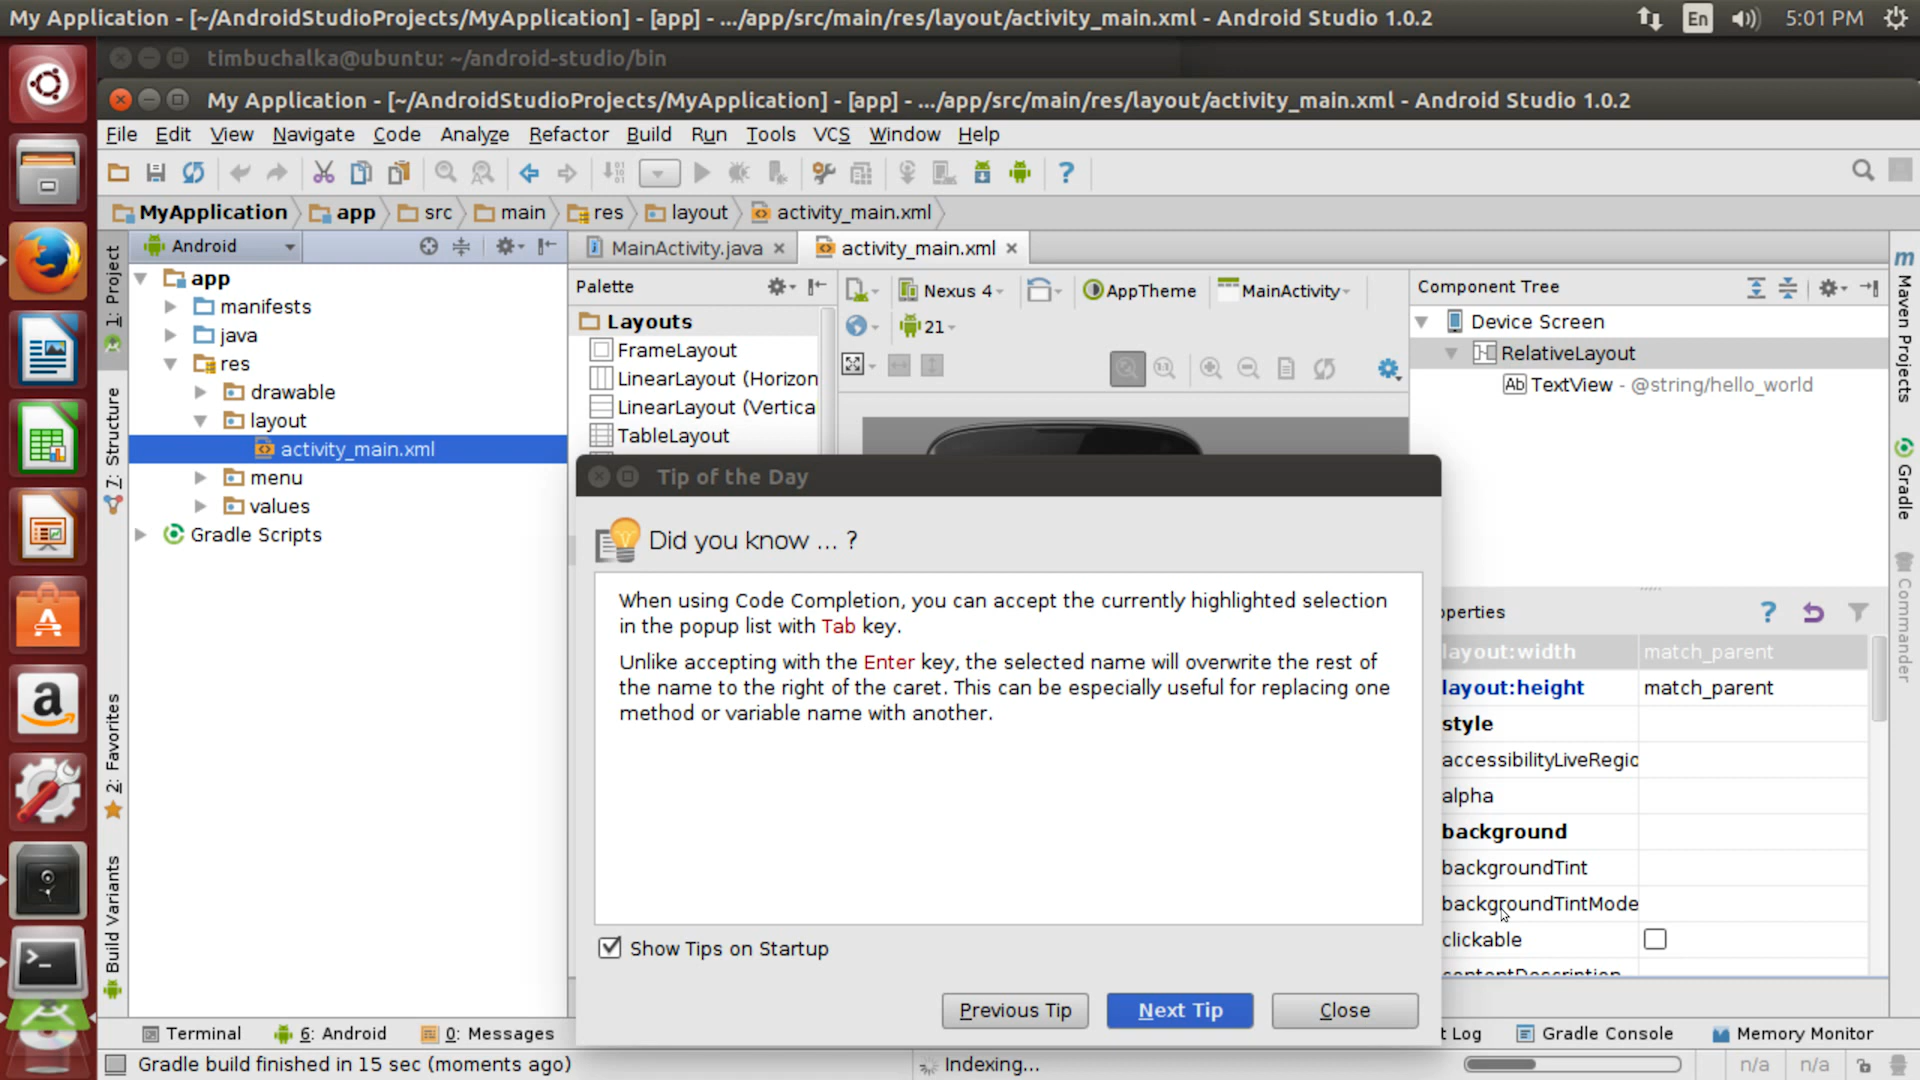 My Application - [~/AndroidStudioProjects/MyApplication] - [app] - .../app/src/main/res/layout/activity_main.xml - Android Studio 1.0.2
En
5:01 PM
timbuchalka@ubuntu: ~/android-studio/bin
My Application - [~/AndroidStudioProjects/MyApplication] - [app] - .../app/src/main/res/layout/activity_main.xml - Android Studio 1.0.2
File Edit View Navigate Code Analyze Refactor Build Run Tools VCS Window Help
MyApplication app src main res layout activity_main.xml
1: Project
7: Structure
2: Favorites
Build Variants
Android
app
manifests
java
res
drawable
layout
activity_main.xml
menu
values
Gradle Scripts
MainActivity.java
activity_main.xml
Palette
Layouts
FrameLayout
LinearLayout (Horizon
LinearLayout (Vertica
TableLayout
Nexus 4
AppTheme
MainActivity
21
Component Tree
Device Screen
RelativeLayout
Ab TextView - @string/hello_world
Maven Projects
Gradle
Commander
Tip of the Day
Did you know ... ?
When using Code Completion, you can accept the currently highlighted selection
in the popup list with Tab key.
Unlike accepting with the Enter key, the selected name will overwrite the rest of
the name to the right of the caret. This can be especially useful for replacing one
method or variable name with another.
Show Tips on Startup
Previous Tip
Next Tip
Close
operties
layout:width match_parent
layout:height match_parent
style
accessibilityLiveRegio
alpha
background
backgroundTint
backgroundTintMode
clickable
contentDescription
Terminal
6: Android
0: Messages
t Log
Gradle Console
Memory Monitor
Gradle build finished in 15 sec (moments ago)
Indexing...
n/a
n/a